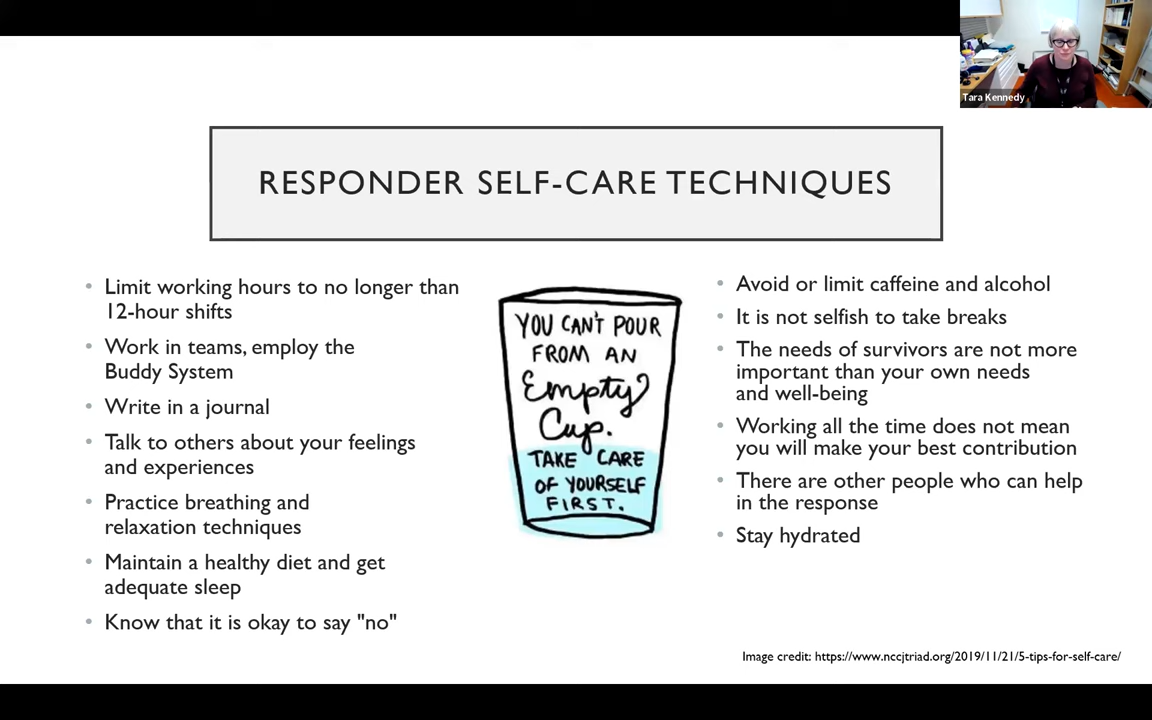 Tara Kennedy
RESPONDER SELF-CARE TECHNIQUES
• Limit working hours to no longer than
12-hour shifts
• Work in teams, employ the
Buddy System
• Write in a journal
• Talk to others about your feelings
and experiences
• Practice breathing and
relaxation techniques
• Maintain a healthy diet and get
adequate sleep
• Know that it is okay to say "no"
YOU CAN'T POUR
FROM AN
Empty
Cup.
TAKE CARE
OF YOURSELF
FIRST.
• Avoid or limit caffeine and alcohol
• It is not selfish to take breaks
• The needs of survivors are not more
important than your own needs
and well-being
• Working all the time does not mean
you will make your best contribution
• There are other people who can help
in the response
• Stay hydrated
Image credit: https://www.nccjtriad.org/2019/11/21/5-tips-for-self-care/